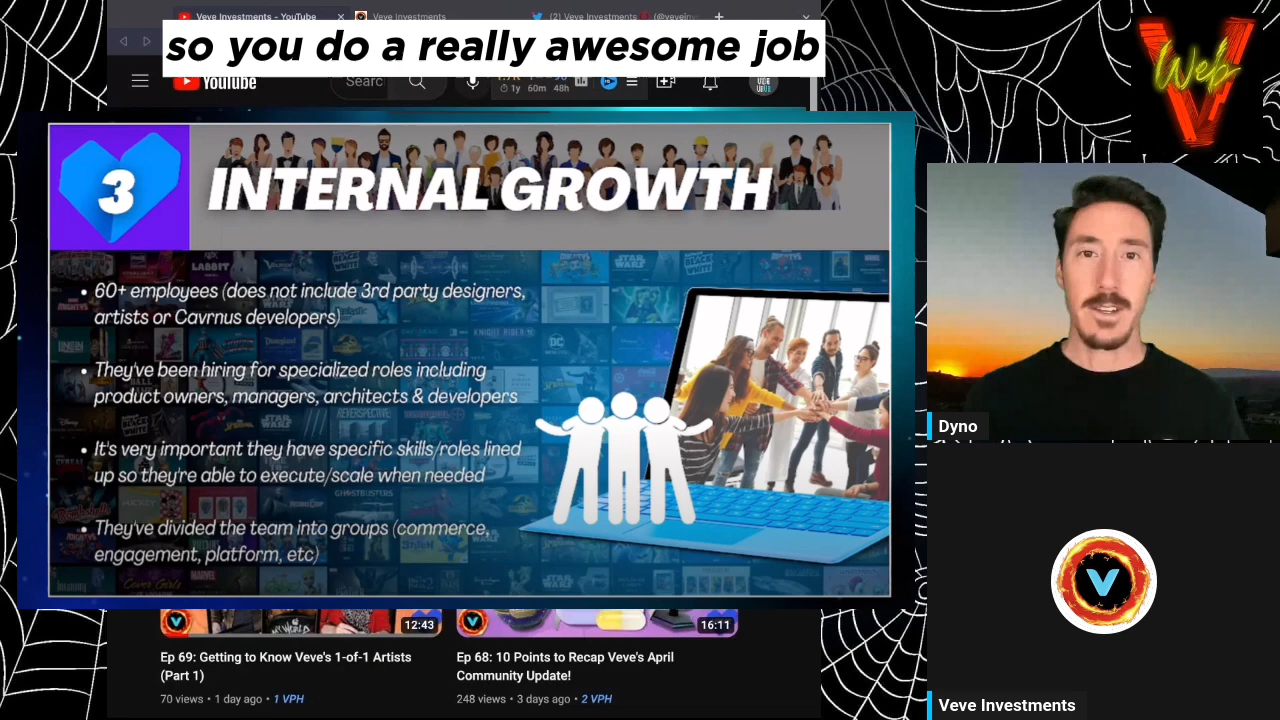 Veve Investments - YouTube
Veve Investments
(2) Veve Investments
so you do a really awesome job
YouTube
Searc
1y 60m 48h
Web
V
3
INTERNAL GROWTH
• 60+ employees (does not include 3rd party designers,
artists or Cavrnus developers)
• They've been hiring for specialized roles including
product owners, managers, architects & developers
• It's very important they have specific skills/roles lined
up so they're able to execute/scale when needed
• They've divided the team into groups (commerce,
engagement, platform, etc)
Dyno
V
Veve Investments
12:43
16:11
Ep 69: Getting to Know Veve's 1-of-1 Artists
(Part 1)
70 views • 1 day ago • 1 VPH
Ep 68: 10 Points to Recap Veve's April
Community Update!
248 views • 3 days ago • 2 VPH